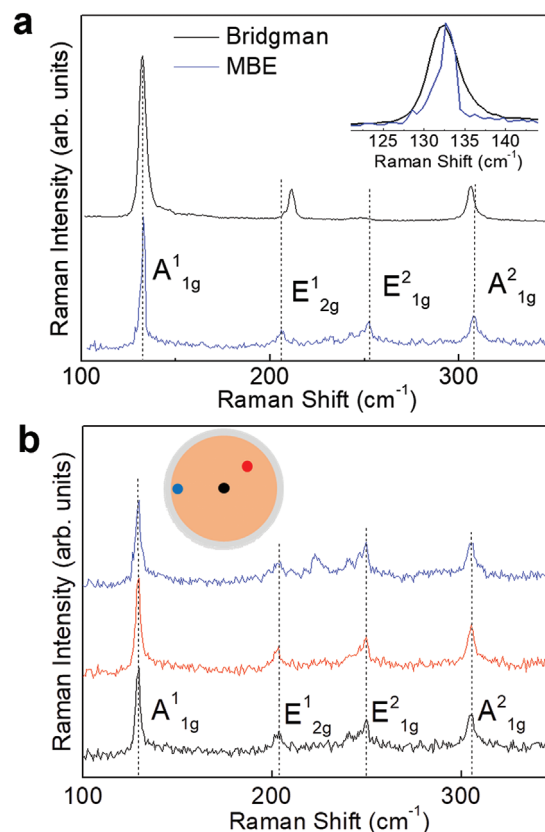 a
Bridgman
MBE
125 130 135 140
Raman Shift (cm⁻¹)
Raman Intensity (arb. units)
A¹1g
E¹2g
E²1g
A²1g
100 200 300
Raman Shift (cm⁻¹)
b
Raman Intensity (arb. units)
A¹1g
E¹2g
E²1g
A²1g
100 200 300
Raman Shift (cm⁻¹)